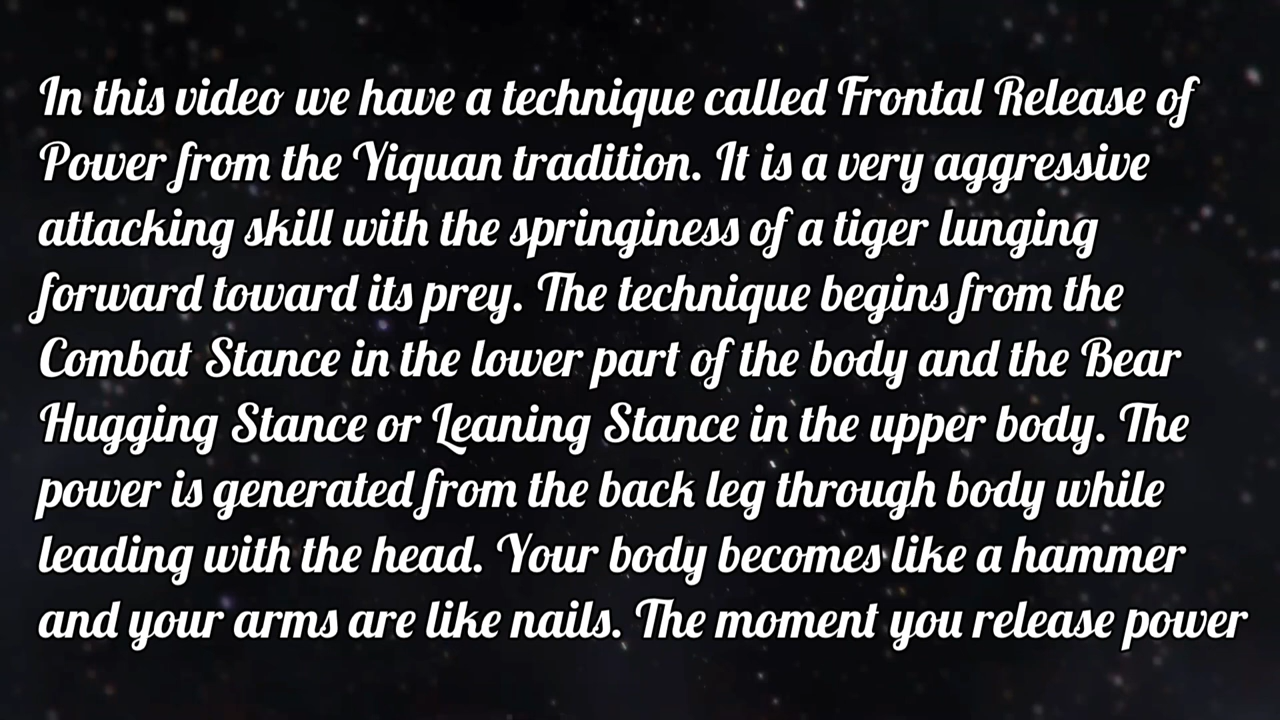 In this video we have a technique called Frontal Release of
Power from the Yiquan tradition. It is a very aggressive
attacking skill with the springiness of a tiger lunging
forward toward its prey. The technique begins from the
Combat Stance in the lower part of the body and the Bear
Hugging Stance or Leaning Stance in the upper body. The
power is generated from the back leg through body while
leading with the head. Your body becomes like a hammer
and your arms are like nails. The moment you release power